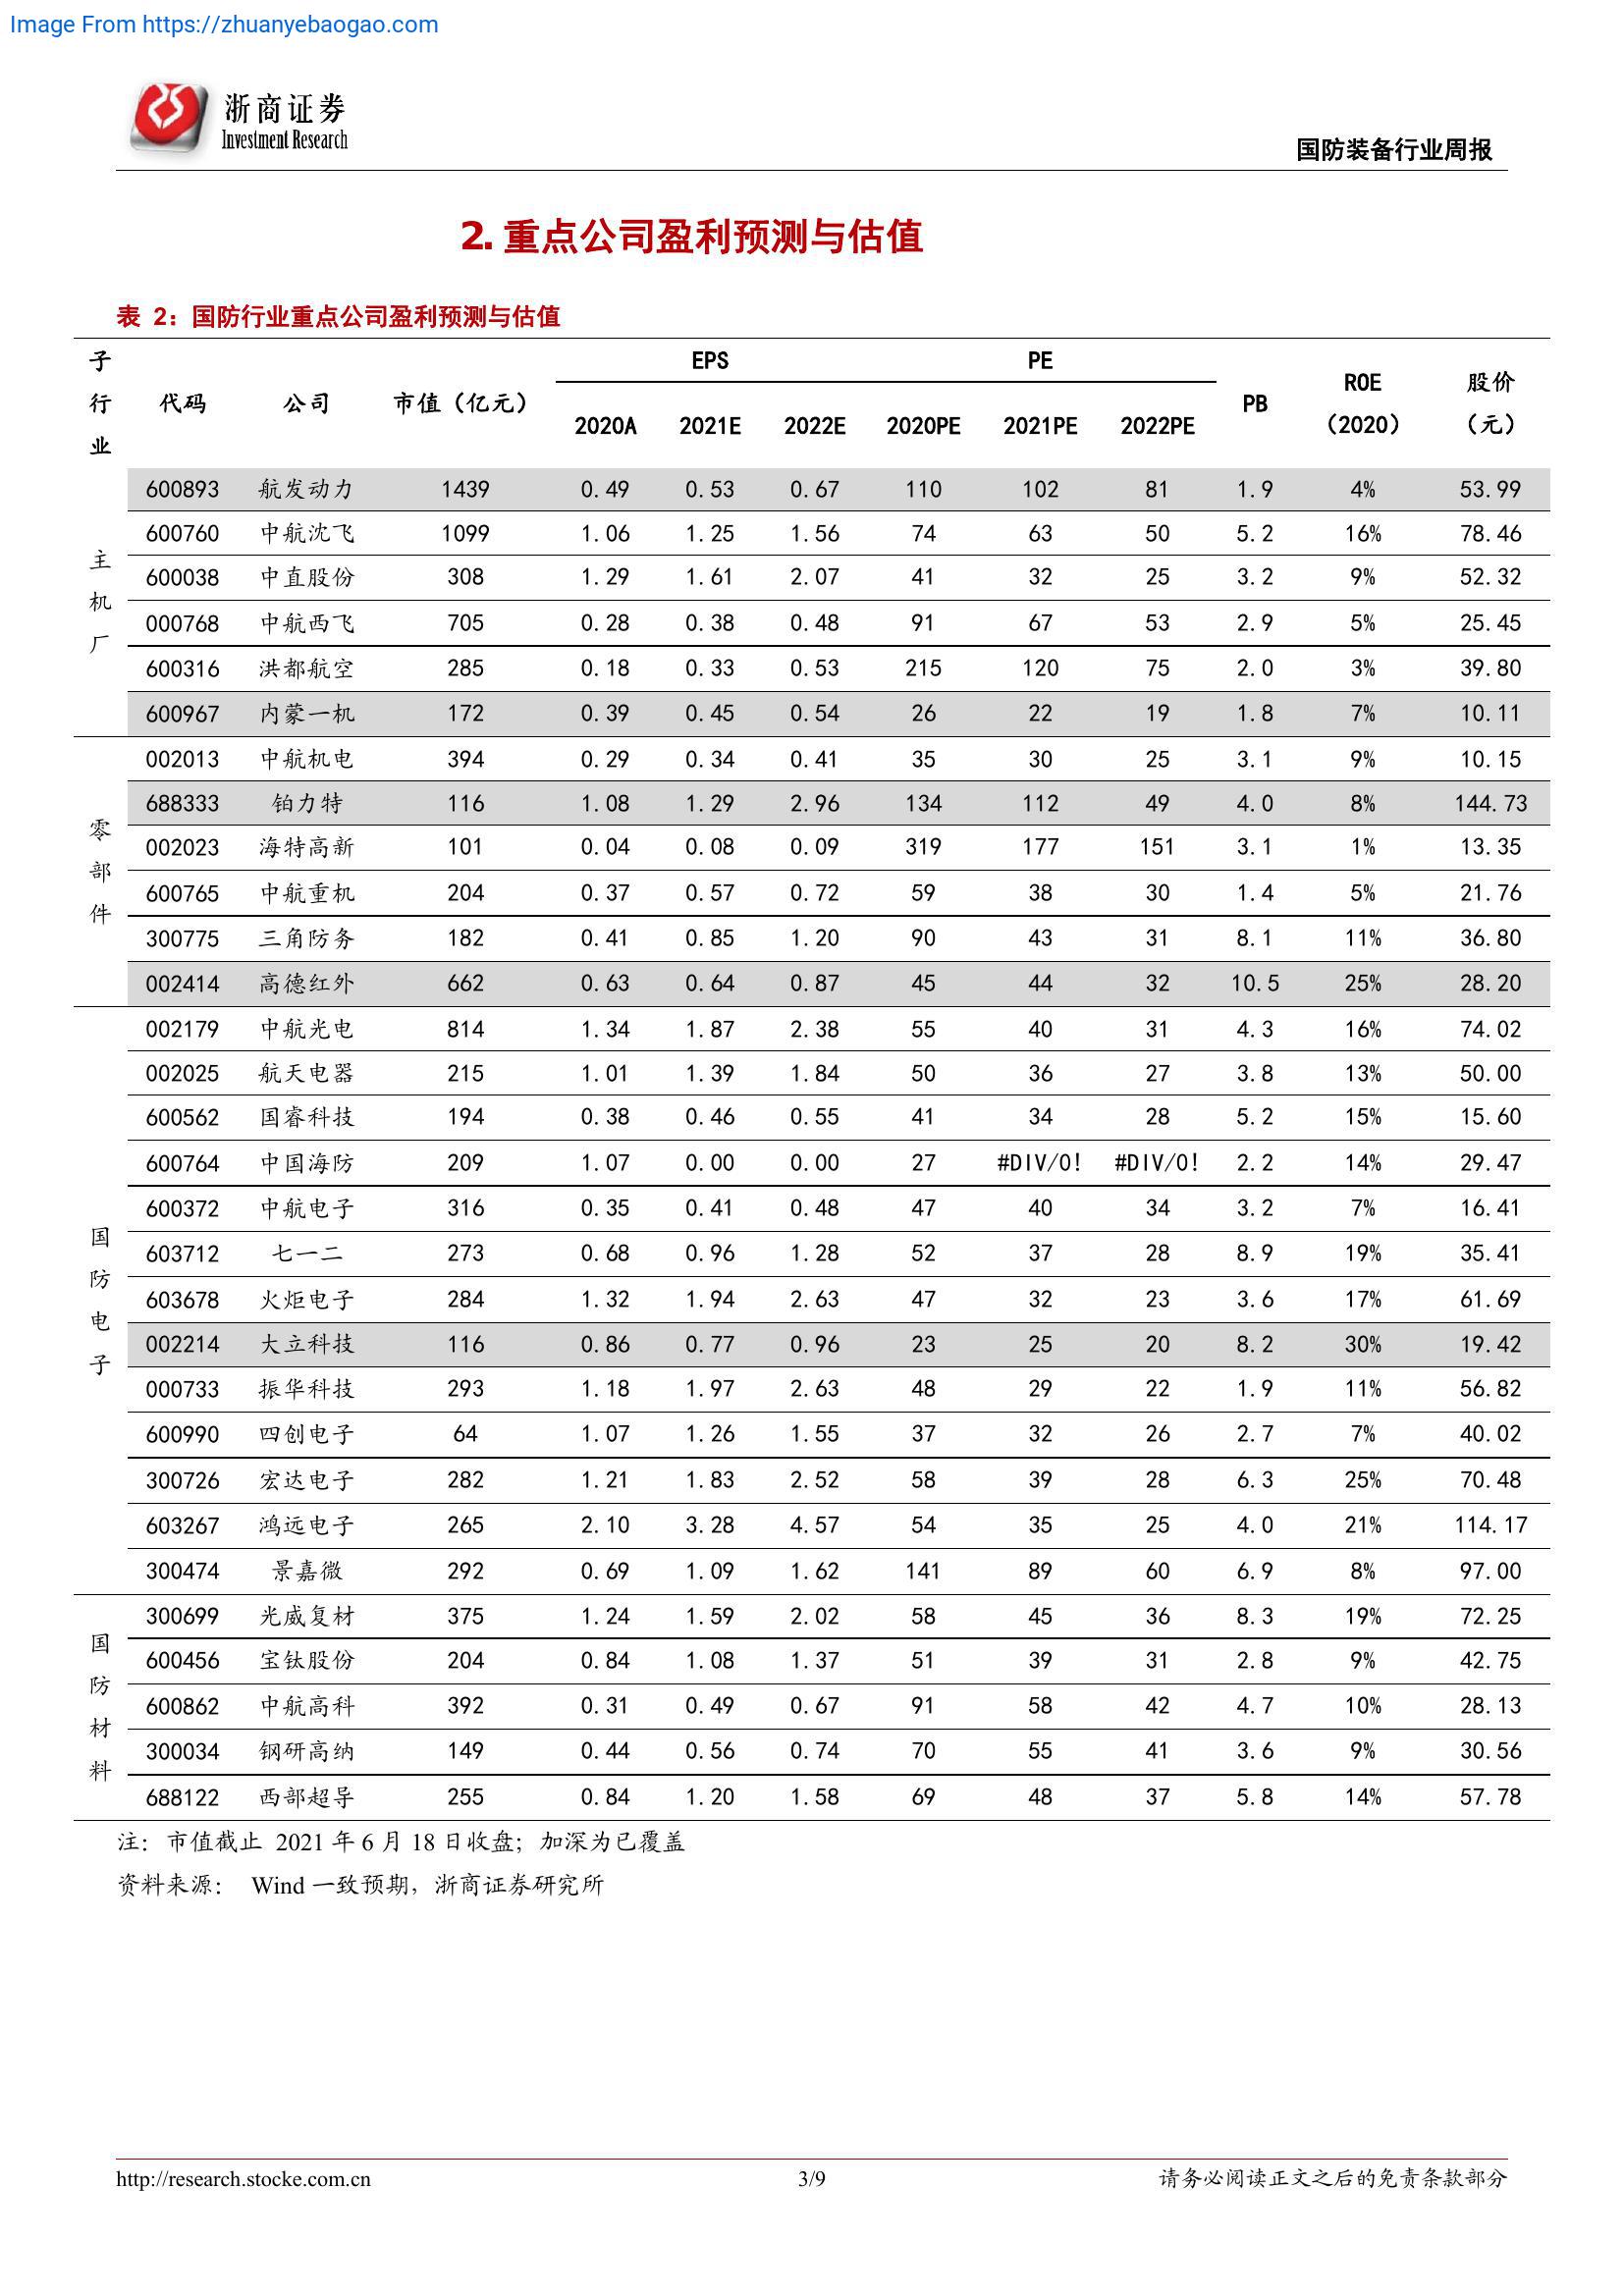 Image From https://zhuanyebaogao.com
浙商证券
Investment Research
国防装备行业周报
2. 重点公司盈利预测与估值
表 2：国防行业重点公司盈利预测与估值
子行业 代码 公司 市值（亿元） EPS PE PB ROE（2020） 股价（元）
2020A 2021E 2022E 2020PE 2021PE 2022PE
主机厂
600893 航发动力 1439 0.49 0.53 0.67 110 102 81 1.9 4% 53.99
600760 中航沈飞 1099 1.06 1.25 1.56 74 63 50 5.2 16% 78.46
600038 中直股份 308 1.29 1.61 2.07 41 32 25 3.2 9% 52.32
000768 中航西飞 705 0.28 0.38 0.48 91 67 53 2.9 5% 25.45
600316 洪都航空 285 0.18 0.33 0.53 215 120 75 2.0 3% 39.80
600967 内蒙一机 172 0.39 0.45 0.54 26 22 19 1.8 7% 10.11
零部件
002013 中航机电 394 0.29 0.34 0.41 35 30 25 3.1 9% 10.15
688333 铂力特 116 1.08 1.29 2.96 134 112 49 4.0 8% 144.73
002023 海特高新 101 0.04 0.08 0.09 319 177 151 3.1 1% 13.35
600765 中航重机 204 0.37 0.57 0.72 59 38 30 1.4 5% 21.76
300775 三角防务 182 0.41 0.85 1.20 90 43 31 8.1 11% 36.80
002414 高德红外 662 0.63 0.64 0.87 45 44 32 10.5 25% 28.20
国防电子
002179 中航光电 814 1.34 1.87 2.38 55 40 31 4.3 16% 74.02
002025 航天电器 215 1.01 1.39 1.84 50 36 27 3.8 13% 50.00
600562 国睿科技 194 0.38 0.46 0.55 41 34 28 5.2 15% 15.60
600764 中国海防 209 1.07 0.00 0.00 27 #DIV/0! #DIV/0! 2.2 14% 29.47
600372 中航电子 316 0.35 0.41 0.48 47 40 34 3.2 7% 16.41
603712 七一二 273 0.68 0.96 1.28 52 37 28 8.9 19% 35.41
603678 火炬电子 284 1.32 1.94 2.63 47 32 23 3.6 17% 61.69
002214 大立科技 116 0.86 0.77 0.96 23 25 20 8.2 30% 19.42
000733 振华科技 293 1.18 1.97 2.63 48 29 22 1.9 11% 56.82
600990 四创电子 64 1.07 1.26 1.55 37 32 26 2.7 7% 40.02
300726 宏达电子 282 1.21 1.83 2.52 58 39 28 6.3 25% 70.48
603267 鸿远电子 265 2.10 3.28 4.57 54 35 25 4.0 21% 114.17
300474 景嘉微 292 0.69 1.09 1.62 141 89 60 6.9 8% 97.00
国防材料
300699 光威复材 375 1.24 1.59 2.02 58 45 36 8.3 19% 72.25
600456 宝钛股份 204 0.84 1.08 1.37 51 39 31 2.8 9% 42.75
600862 中航高科 392 0.31 0.49 0.67 91 58 42 4.7 10% 28.13
300034 钢研高纳 149 0.44 0.56 0.74 70 55 41 3.6 9% 30.56
688122 西部超导 255 0.84 1.20 1.58 69 48 37 5.8 14% 57.78
注：市值截止 2021 年 6 月 18 日收盘；加深为已覆盖
资料来源： Wind 一致预期，浙商证券研究所
http://research.stocke.com.cn
3/9
请务必阅读正文之后的免责条款部分